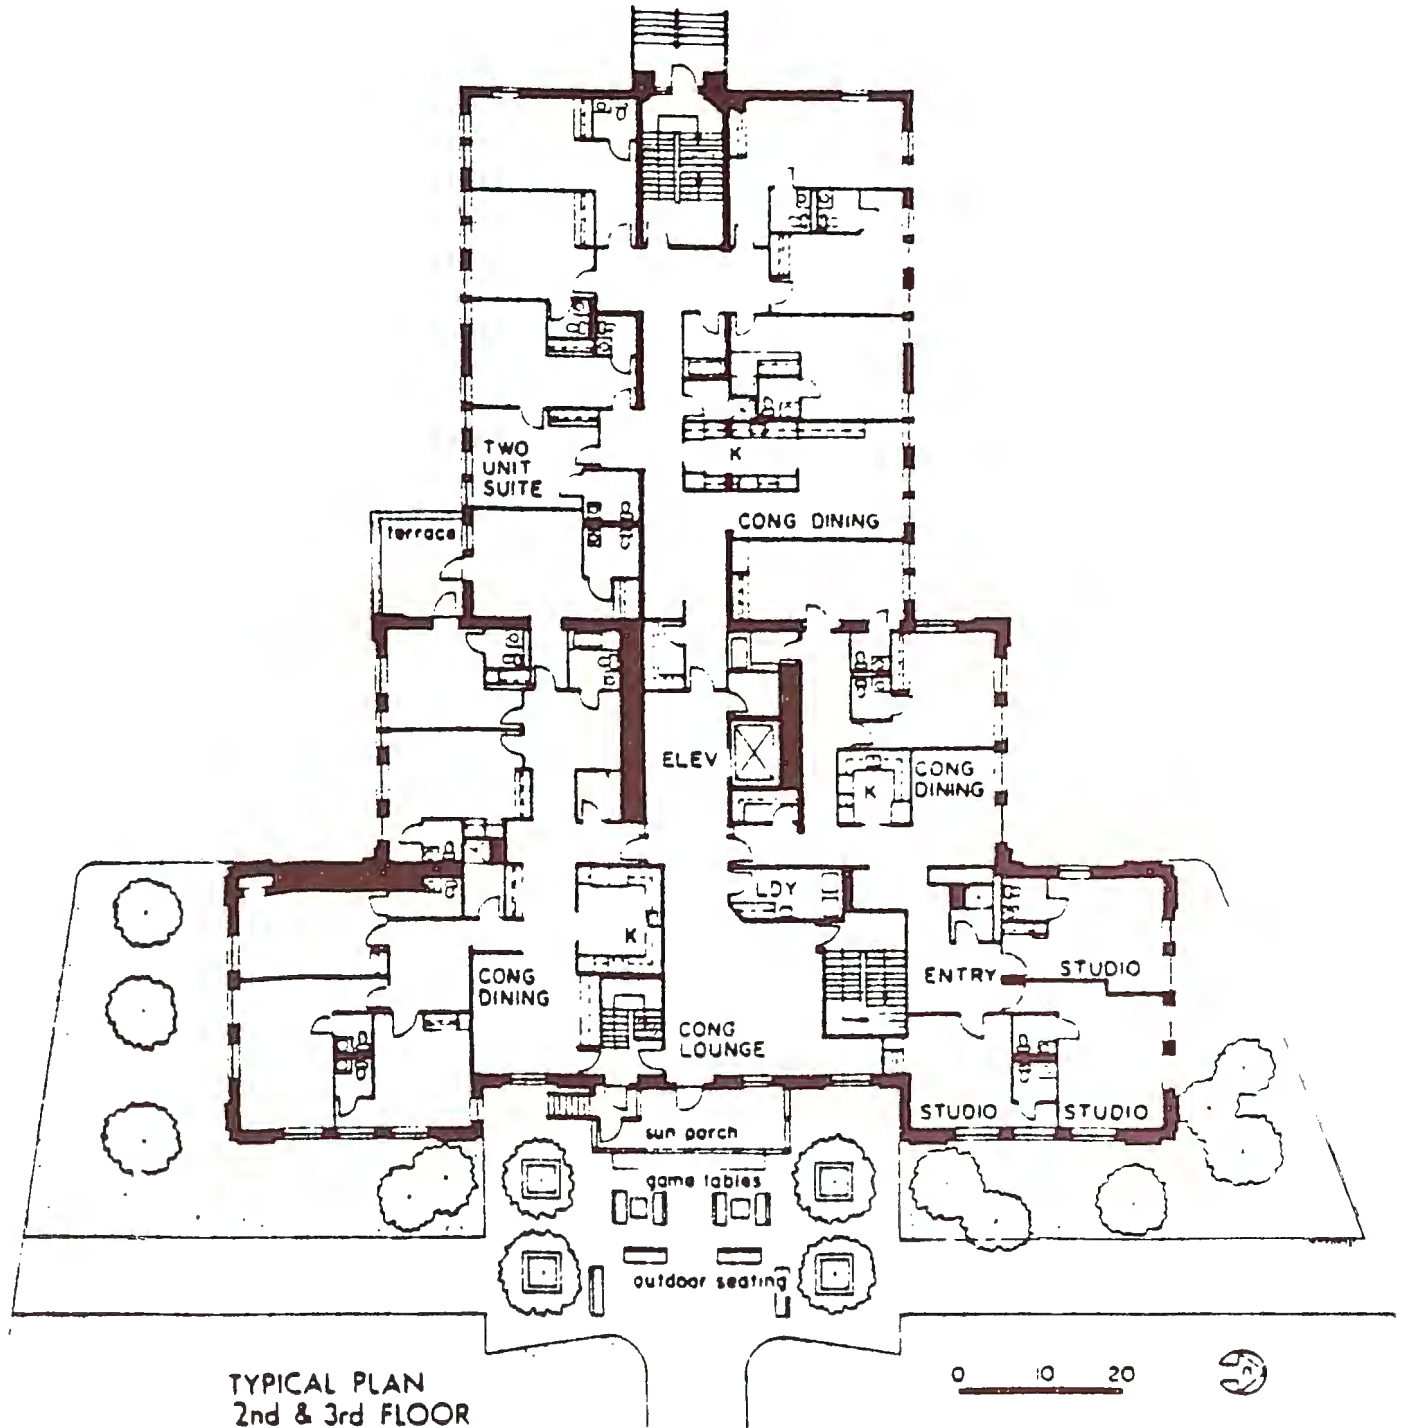 TWO
UNIT
SUITE
K
CONG DINING
terrace
ELEV
K
CONG
DINING
LDY
K
CONG
DINING
ENTRY
STUDIO
CONG
LOUNGE
STUDIO
STUDIO
sun porch
game tables
outdoor seating
TYPICAL PLAN
2nd & 3rd FLOOR
0 10 20